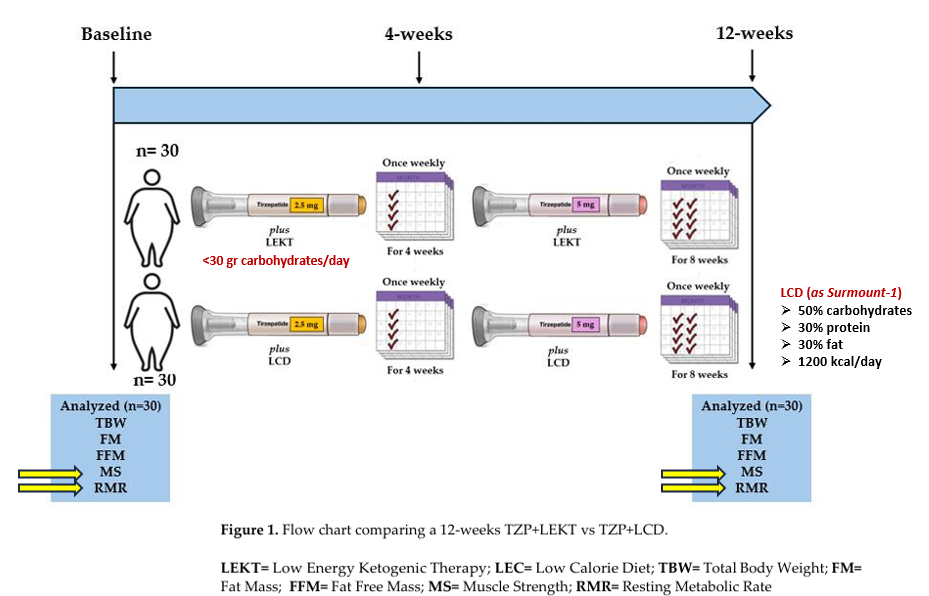 Baseline
4-weeks
12-weeks
n= 30
Once weekly
Once weekly
MONTH
MONTH
Tirzepatide 2.5 mg
Tirzepatide 5 mg
plus
LEKT
plus
LEKT
<30 gr carbohydrates/day
For 4 weeks
For 8 weeks
Once weekly
Once weekly
MONTH
MONTH
Tirzepatide 2.5 mg
Tirzepatide 5 mg
plus
LCD
plus
LCD
For 4 weeks
For 8 weeks
n= 30
LCD (as Surmount-1)
➢ 50% carbohydrates
➢ 30% protein
➢ 30% fat
➢ 1200 kcal/day
Analyzed (n=30)
TBW
FM
FFM
MS
RMR
Analyzed (n=30)
TBW
FM
FFM
MS
RMR
Figure 1. Flow chart comparing a 12-weeks TZP+LEKT vs TZP+LCD.
LEKT= Low Energy Ketogenic Therapy; LEC= Low Calorie Diet; TBW= Total Body Weight; FM=
Fat Mass; FFM= Fat Free Mass; MS= Muscle Strength; RMR= Resting Metabolic Rate